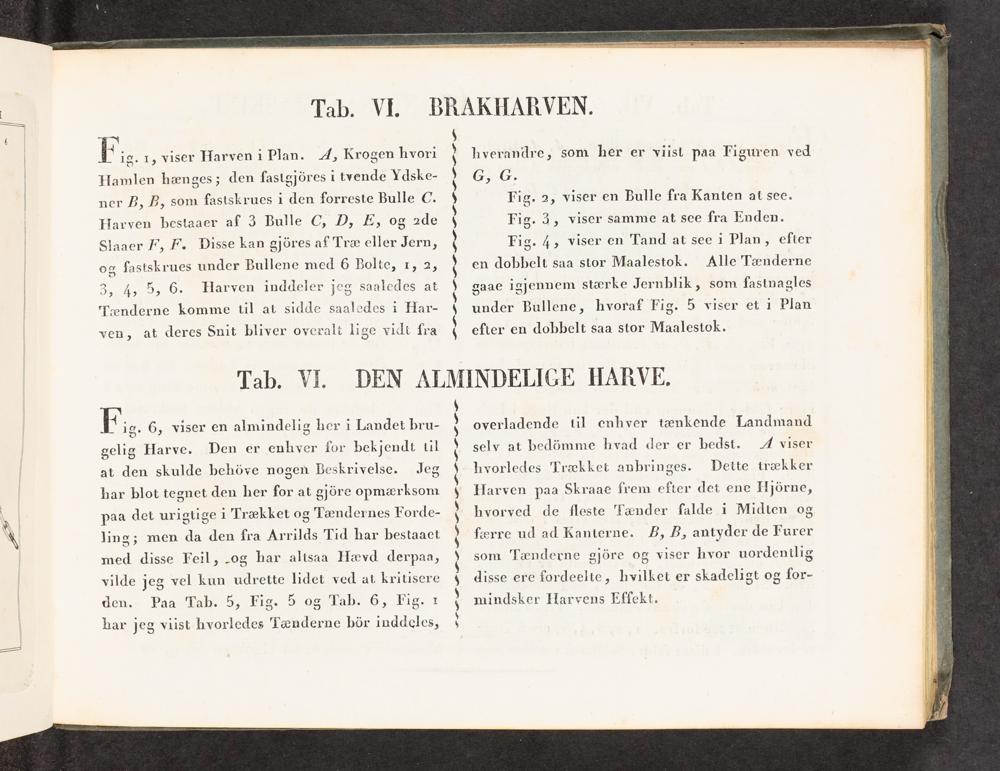 Tab. VI. BRAKHARVEN.
Fig. 1, viser Harven i Plan. A, Krogen hvori
Hamlen hænges; den fastgjöres i tvende Ydske-
ner B, B, som fastskrues i den forreste Bulle C.
Harven bestaaer af 3 Bulle C, D, E, og 2de
Slaaer F, F. Disse kan gjöres af Træ eller Jern,
og fastskrues under Bullene med 6 Bolte, 1, 2,
3, 4, 5, 6. Harven inddeler jeg saaledes at
Tænderne komme til at sidde saaledes i Har-
ven, at deres Snit bliver overalt lige vidt fra
hverandre, som her er viist paa Figuren ved
G, G.
Fig. 2, viser en Bulle fra Kanten at see.
Fig. 3, viser samme at see fra Enden.
Fig. 4, viser en Tand at see i Plan, efter
en dobbelt saa stor Maalestok. Alle Tænderne
gaae igjennem stærke Jernblik, som fastnagles
under Bullene, hvoraf Fig. 5 viser et i Plan
efter en dobbelt saa stor Maalestok.
Tab. VI. DEN ALMINDELIGE HARVE.
Fig. 6, viser en almindelig her i Landet bru-
gelig Harve. Den er enhver for bekjendt til
at den skulde behöve nogen Beskrivelse. Jeg
har blot tegnet den her for at gjöre opmærksom
paa det urigtige i Trækket og Tændernes Forde-
ling; men da den fra Arrilds Tid har bestaaet
med disse Feil, og har altsaa Hævd derpaa,
vilde jeg vel kun udrette lidet ved at kritisere
den. Paa Tab. 5, Fig. 5 og Tab. 6, Fig. 1
har jeg viist hvorledes Tænderne bör inddeles,
overladende til enhver tænkende Landmand
selv at bedömme hvad der er bedst. A viser
hvorledes Trækket anbringes. Dette trækker
Harven paa Skraae frem efter det ene Hjörne,
hvorved de fleste Tænder falde i Midten og
færre ud ad Kanterne. B, B, antyder de Furer
som Tænderne gjöre og viser hvor uordentlig
disse ere fordeelte, hvilket er skadeligt og for-
mindsker Harvens Effekt.